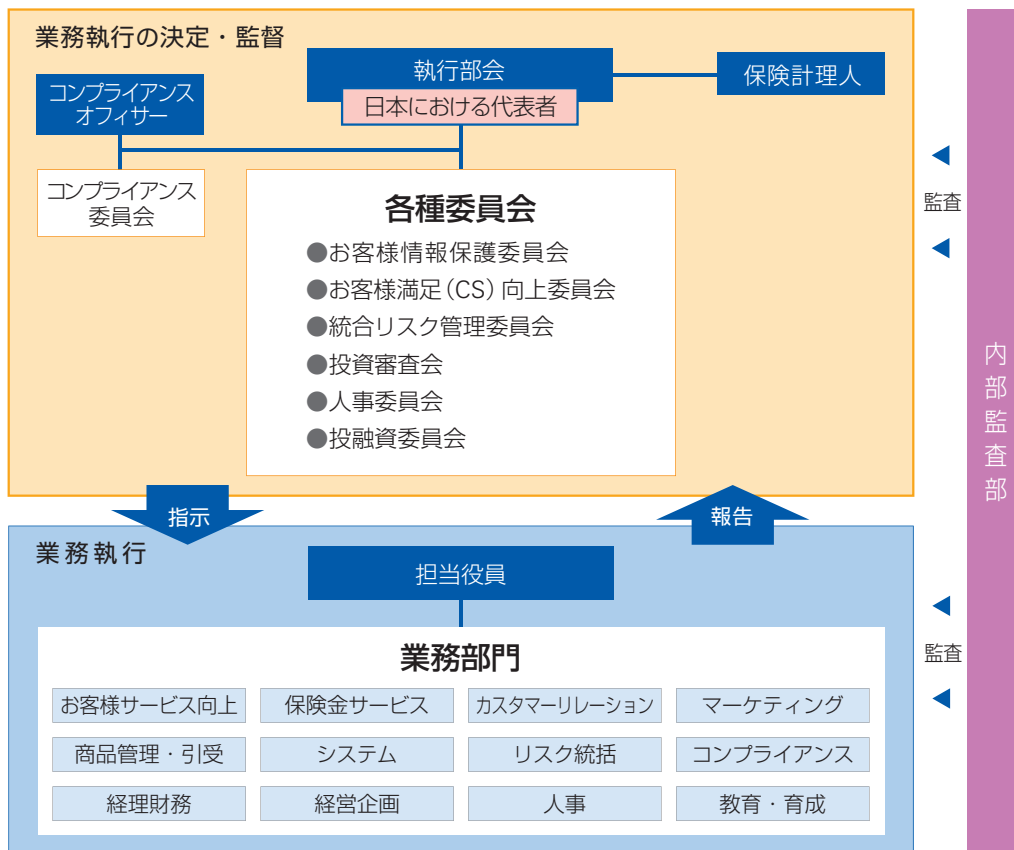 業務執行の決定・監督
執行部会
日本における代表者
保険計理人
コンプライアンス
オフィサー
コンプライアンス
委員会
各種委員会
●お客様情報保護委員会
●お客様満足(CS)向上委員会
●統合リスク管理委員会
●投資審査会
●人事委員会
●投融資委員会
監査
内部監査部
指示
報告
業務執行
担当役員
業務部門
お客様サービス向上
保険金サービス
カスタマーリレーション
マーケティング
商品管理・引受
システム
リスク統括
コンプライアンス
経理財務
経営企画
人事
教育・育成
監査